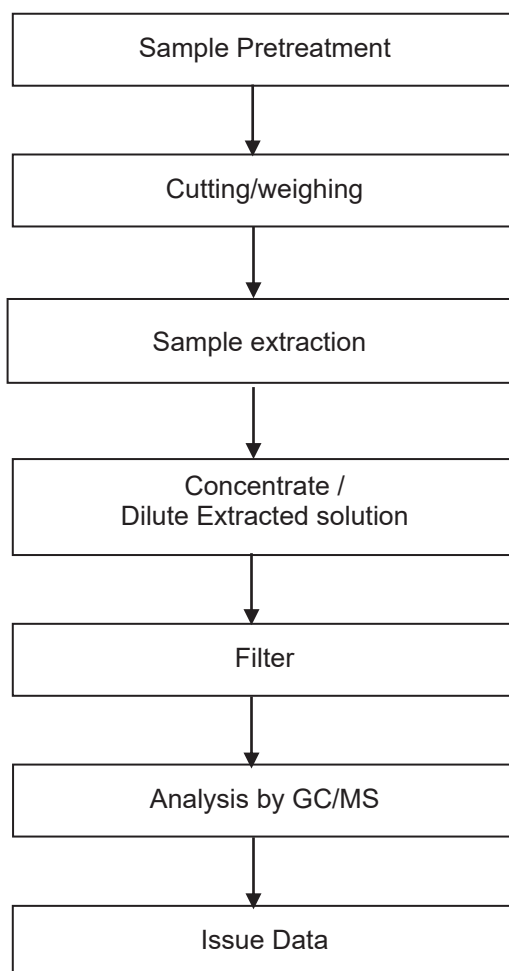 Sample Pretreatment
Cutting/weighing
Sample extraction
Concentrate /
Dilute Extracted solution
Filter
Analysis by GC/MS
Issue Data